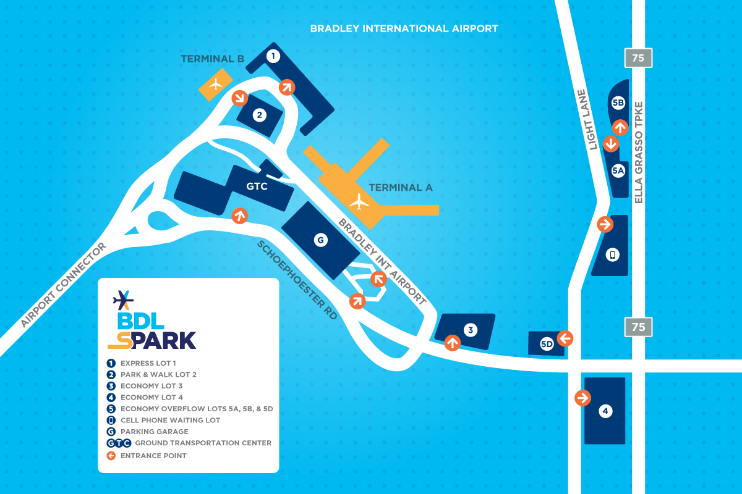 BRADLEY INTERNATIONAL AIRPORT
TERMINAL B
1
2
75
5B
5A
LIGHT LANE
ELLA GRASSO TPKE
GTC
TERMINAL A
G
BRADLEY INT AIRPORT
SCHOEPHOESTER RD
AIRPORT CONNECTOR
3
5D
75
4
BDL
SPARK
1 EXPRESS LOT 1
2 PARK & WALK LOT 2
3 ECONOMY LOT 3
4 ECONOMY LOT 4
5 ECONOMY OVERFLOW LOTS 5A, 5B, & 5D
CELL PHONE WAITING LOT
G PARKING GARAGE
GTC GROUND TRANSPORTATION CENTER
ENTRANCE POINT